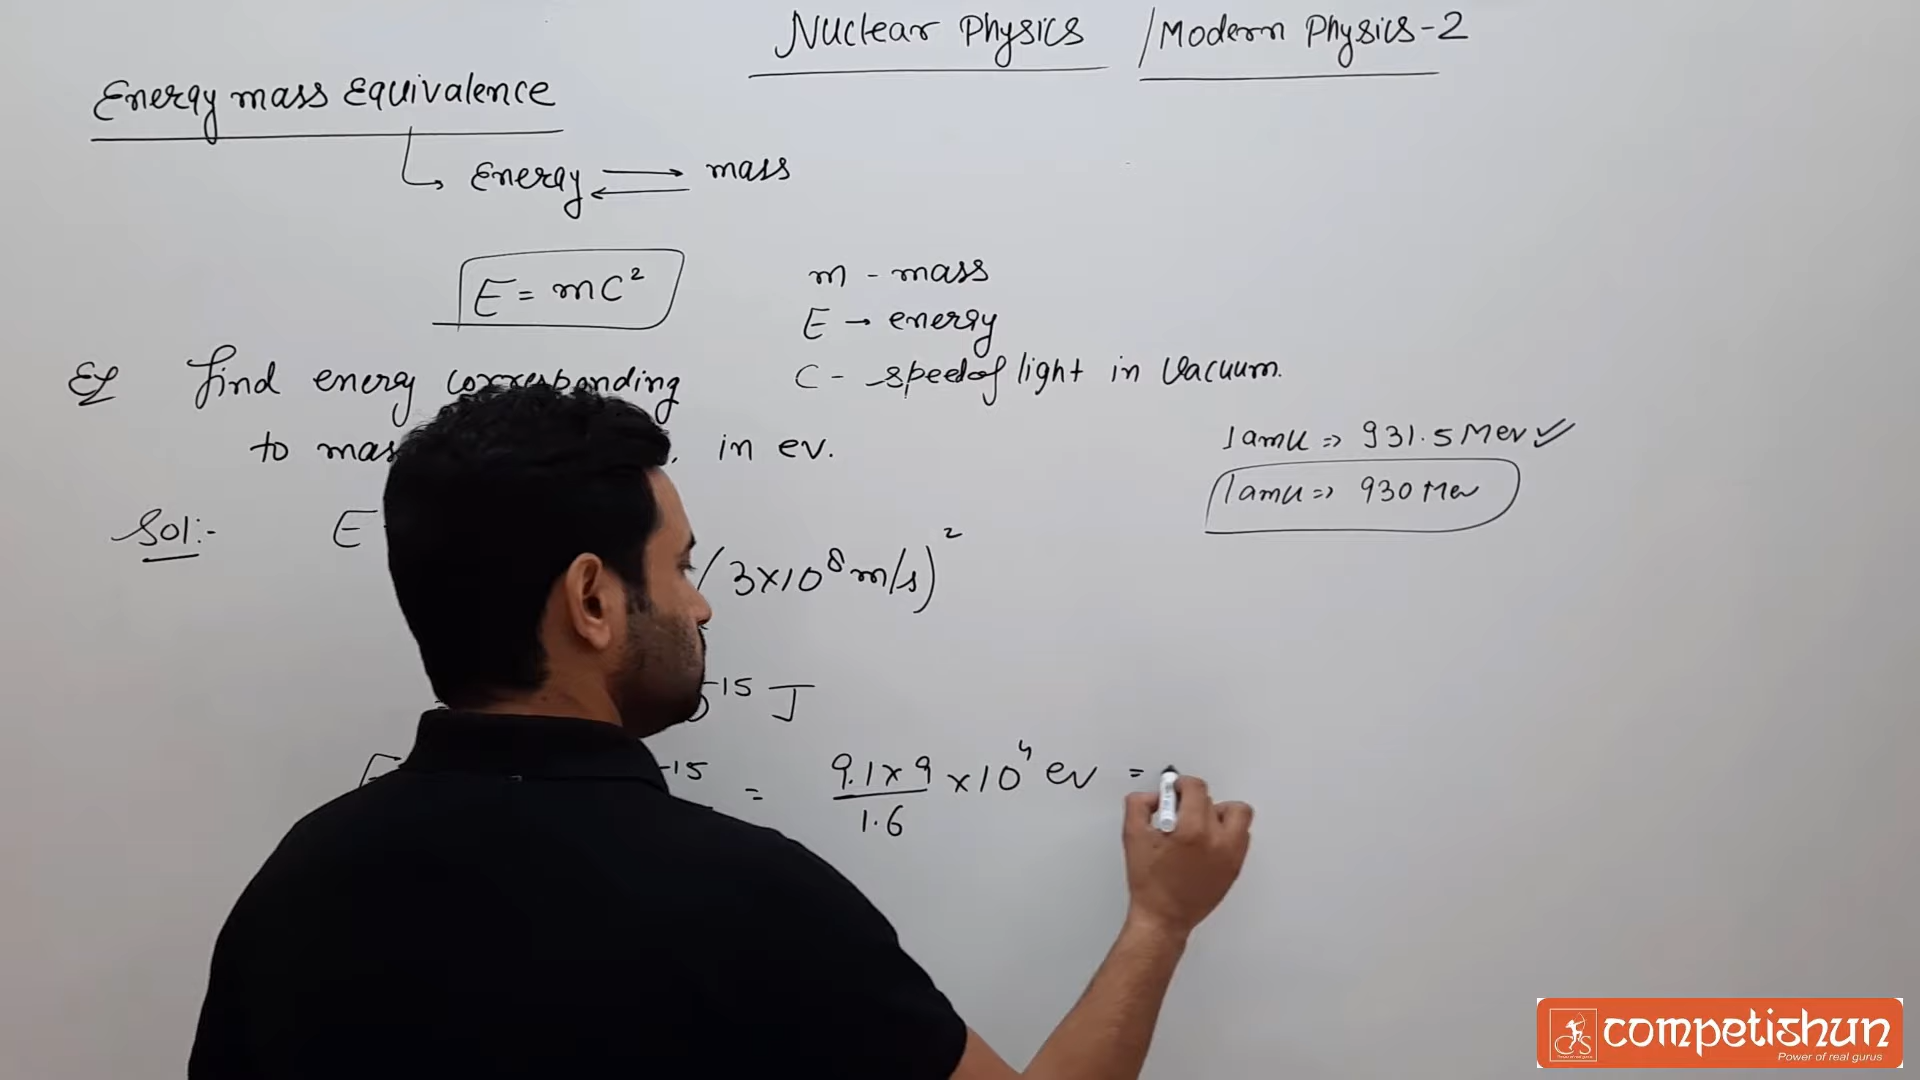 Nuclear Physics / Modern Physics-2
Energy mass Equivalence
Energy ⇄ mass
E = mc²
m - mass
E → energy
C - speed of light in Vacuum.
Ex find energy corresponding
to mas in ev.
1amu => 931.5 Mev ✓
1amu => 930 Mev
Sol:- E
(3×10⁸ m/s)²
-15 J
E -15 = 9.1×9/1.6 ×10⁴ ev =
competishun
Power of real gurus